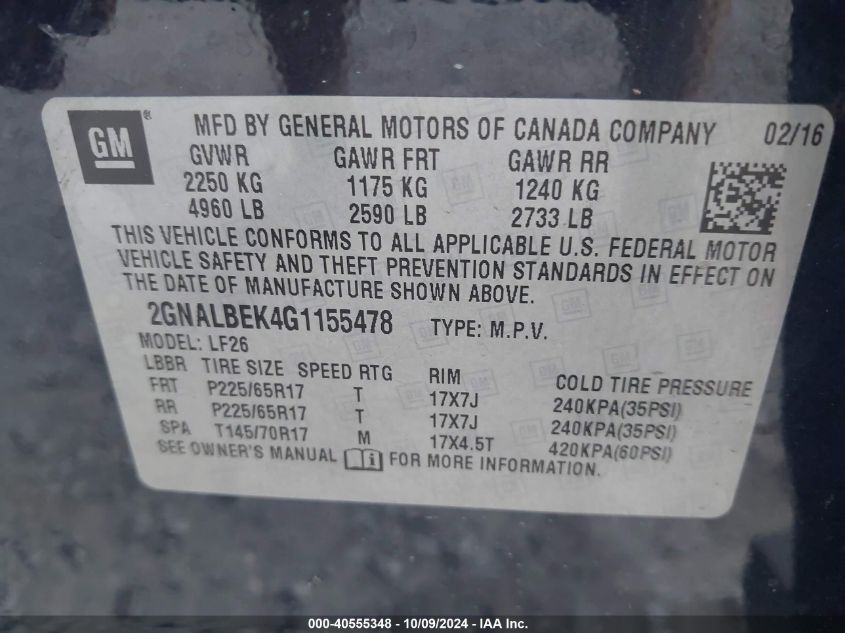 GM ®
MFD BY GENERAL MOTORS OF CANADA COMPANY 02/16
GVWR GAWR FRT GAWR RR
2250 KG 1175 KG 1240 KG
4960 LB 2590 LB 2733 LB
THIS VEHICLE CONFORMS TO ALL APPLICABLE U.S. FEDERAL MOTOR
VEHICLE SAFETY AND THEFT PREVENTION STANDARDS IN EFFECT ON
THE DATE OF MANUFACTURE SHOWN ABOVE.
2GNALBEK4G1155478 TYPE: M.P.V.
MODEL: LF26
LBBR TIRE SIZE SPEED RTG RIM COLD TIRE PRESSURE
FRT P225/65R17 T 17X7J 240KPA(35PSI)
RR P225/65R17 T 17X7J 240KPA(35PSI)
SPA T145/70R17 M 17X4.5T 420KPA(60PSI)
SEE OWNER'S MANUAL i FOR MORE INFORMATION.
000-40555348 - 10/09/2024 - IAA Inc.